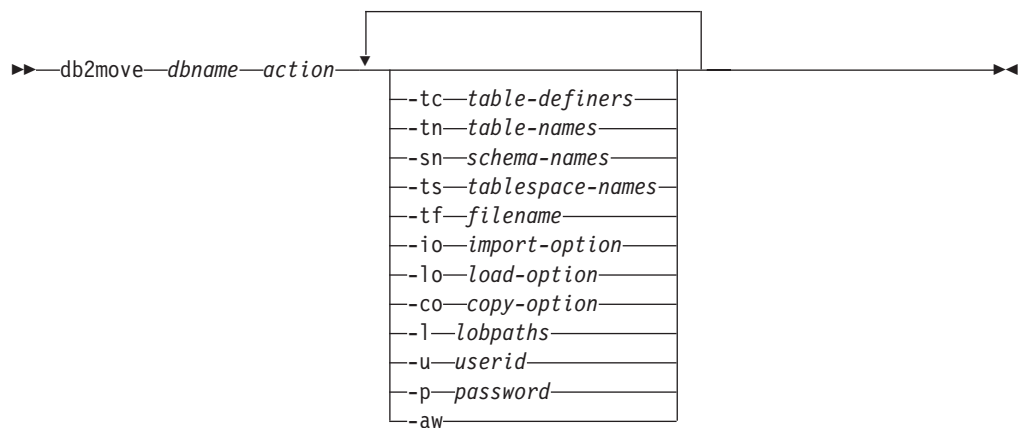 db2move dbname action
-tc table-definers
-tn table-names
-sn schema-names
-ts tablespace-names
-tf filename
-io import-option
-lo load-option
-co copy-option
-l lobpaths
-u userid
-p password
-aw